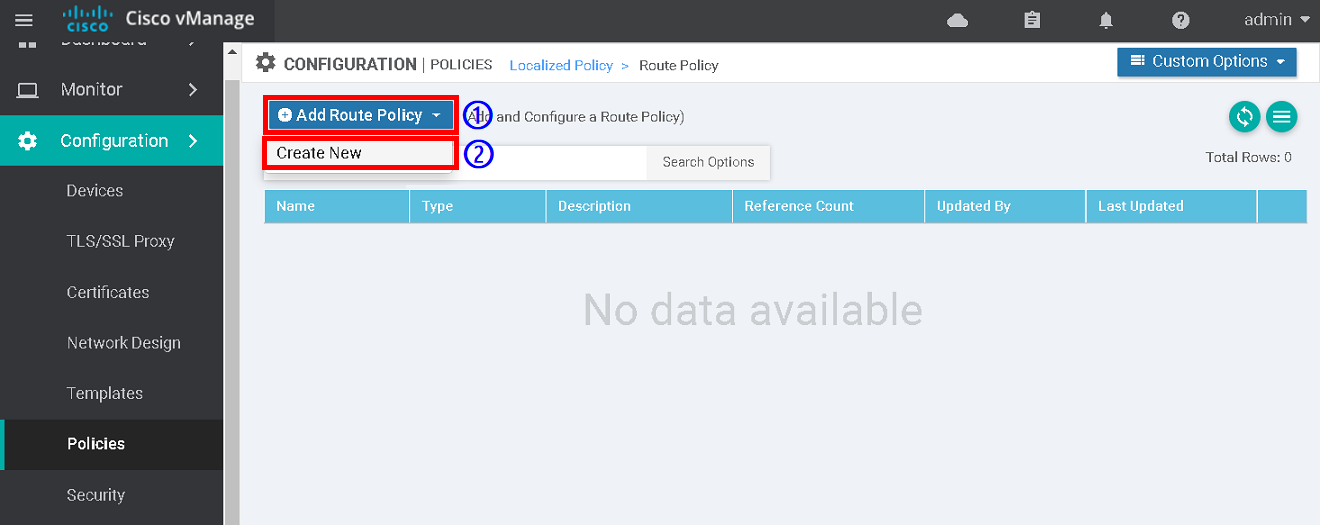 CISCO Cisco vManage admin
Dashboard
CONFIGURATION | POLICIES Localized Policy > Route Policy Custom Options
Monitor
Add Route Policy ① Add and Configure a Route Policy)
Configuration
Create New ②
Search Options
Total Rows: 0
Devices
Name Type Description Reference Count Updated By Last Updated
TLS/SSL Proxy
Certificates
No data available
Network Design
Templates
Policies
Security